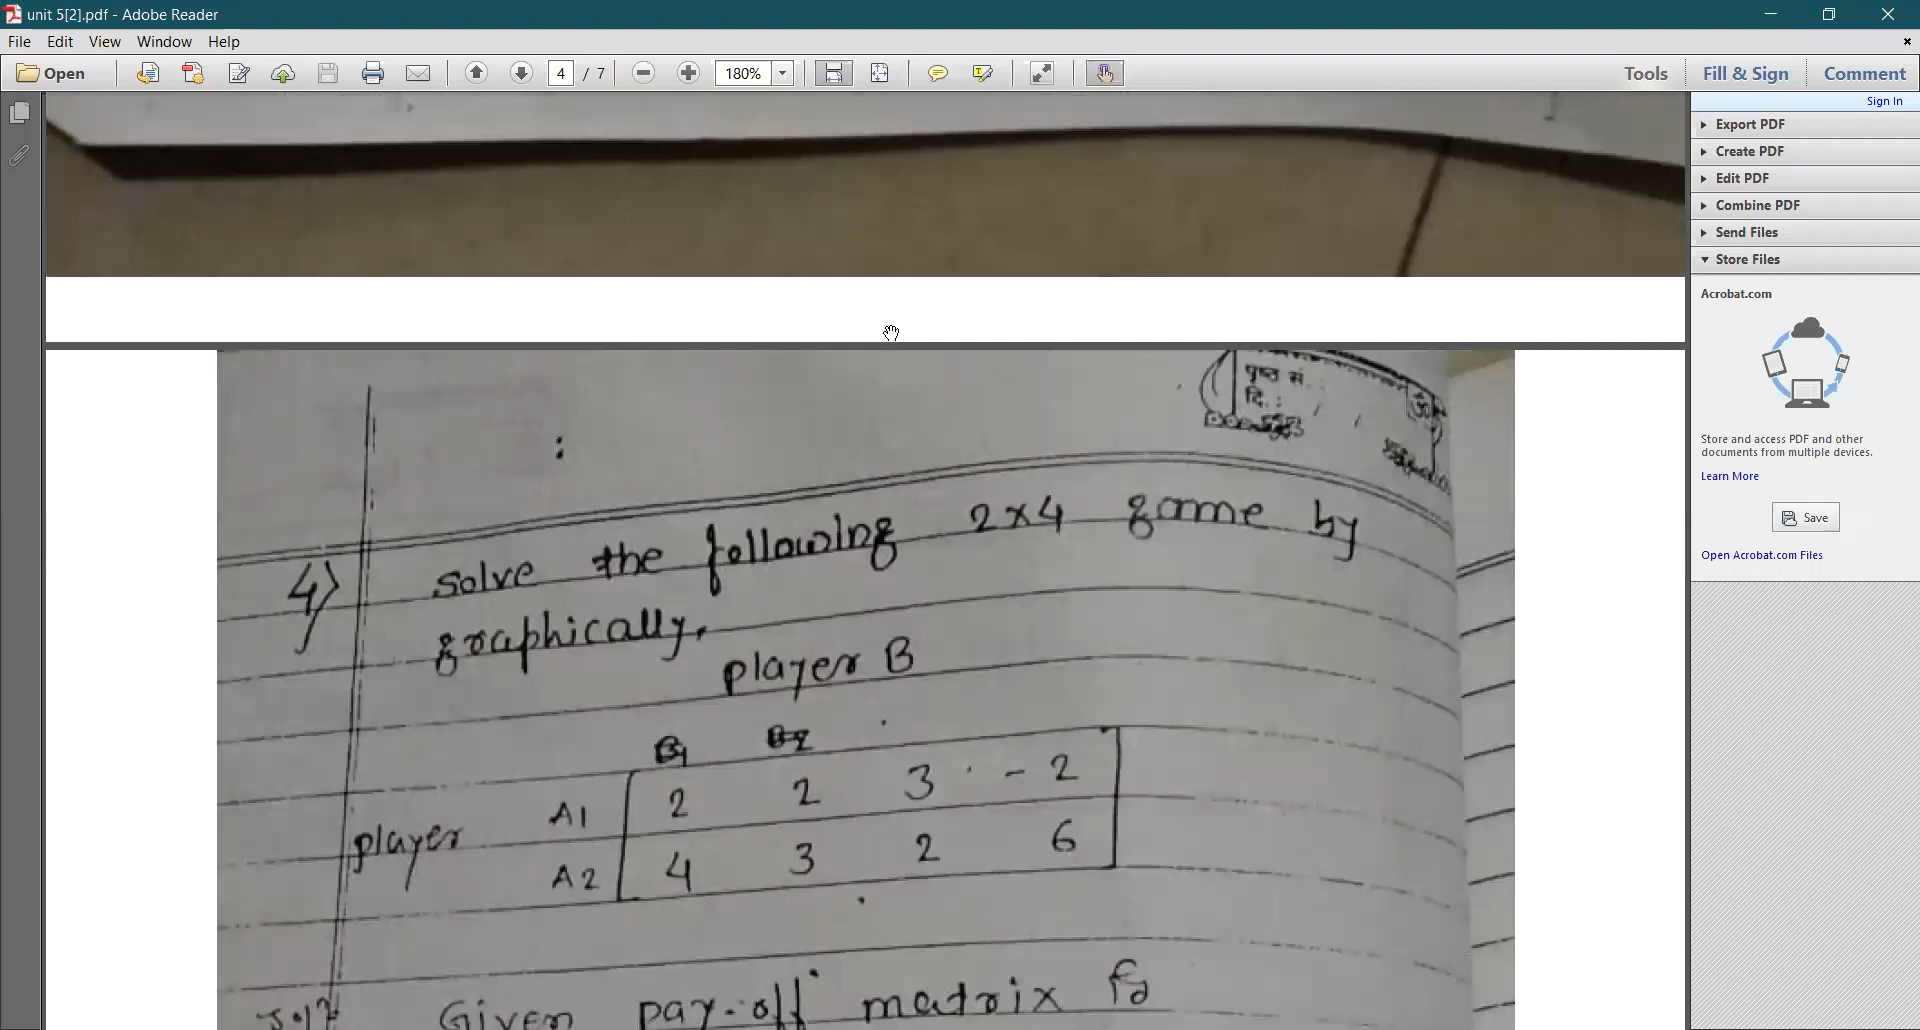 unit 5[2].pdf - Adobe Reader
File Edit View Window Help
Open 4 / 7 180% Tools Fill & Sign Comment
Sign In
Export PDF
Create PDF
Edit PDF
Combine PDF
Send Files
Store Files
Acrobat.com
Store and access PDF and other
documents from multiple devices.
Learn More
Save
Open Acrobat.com Files
पृष्ठ सं.
दि.:
4) solve the following 2x4 game by
graphically.
player B
B1 B2
player A1 2 2 3 -2
A2 4 3 2 6
Given pay-off matrix